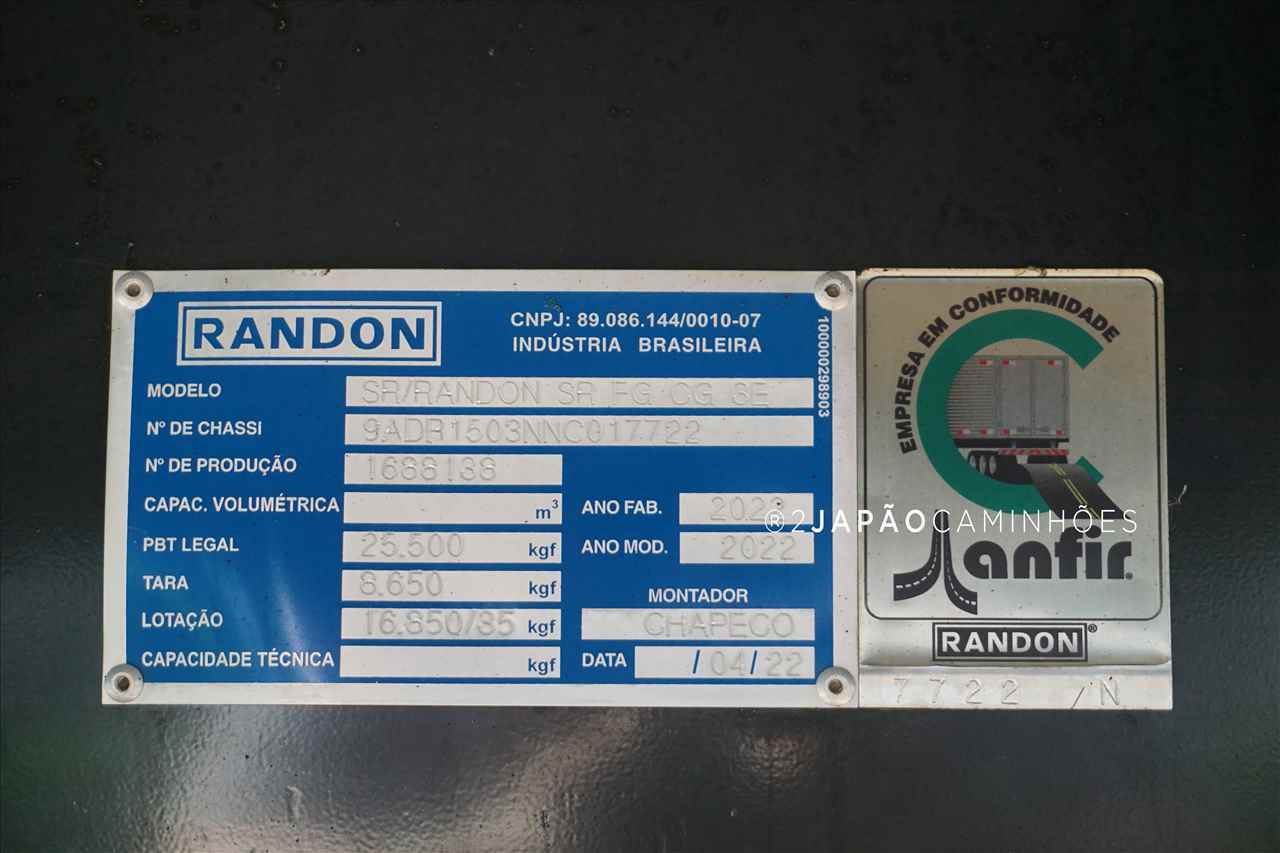 RANDON
CNPJ: 89.086.144/0010-07
INDÚSTRIA BRASILEIRA
100000298903
MODELO SR/RANDON SR FG CG 3E
Nº DE CHASSI 9ADR1503NNC017722
Nº DE PRODUÇÃO 1688138
CAPAC. VOLUMÉTRICA m³ ANO FAB. 2022
PBT LEGAL 25.500 kgf ANO MOD. 2022
TARA 8.650 kgf
MONTADOR
LOTAÇÃO 16.850/35 kgf CHAPECO
CAPACIDADE TÉCNICA kgf DATA /04/22
EMPRESA EM CONFORMIDADE
®2JAPÃOCAMINHÕES
anfir
RANDON®
7722 /N